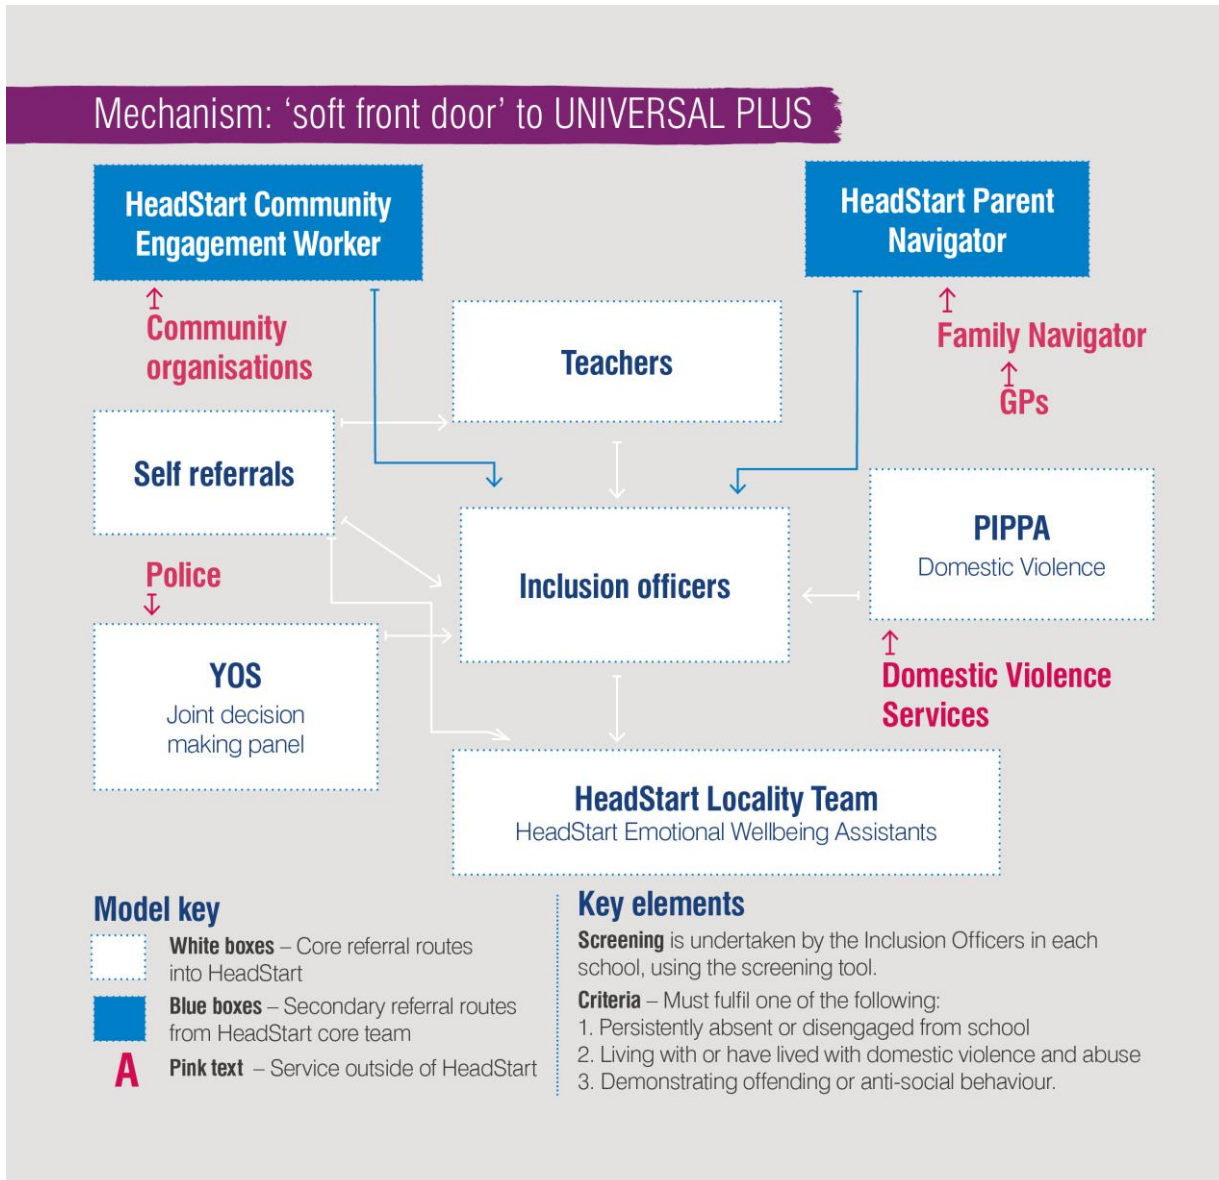 Mechanism: ‘soft front door’ to UNIVERSAL PLUS
HeadStart Community
Engagement Worker
HeadStart Parent
Navigator
Community
organisations
Teachers
Family Navigator
GPs
Self referrals
PIPPA
Domestic Violence
Inclusion officers
Police
YOS
Joint decision
making panel
Domestic Violence
Services
HeadStart Locality Team
HeadStart Emotional Wellbeing Assistants
Model key
White boxes – Core referral routes
into HeadStart
Blue boxes – Secondary referral routes
from HeadStart core team
A Pink text – Service outside of HeadStart
Key elements
Screening is undertaken by the Inclusion Officers in each
school, using the screening tool.
Criteria – Must fulfil one of the following:
1. Persistently absent or disengaged from school
2. Living with or have lived with domestic violence and abuse
3. Demonstrating offending or anti-social behaviour.